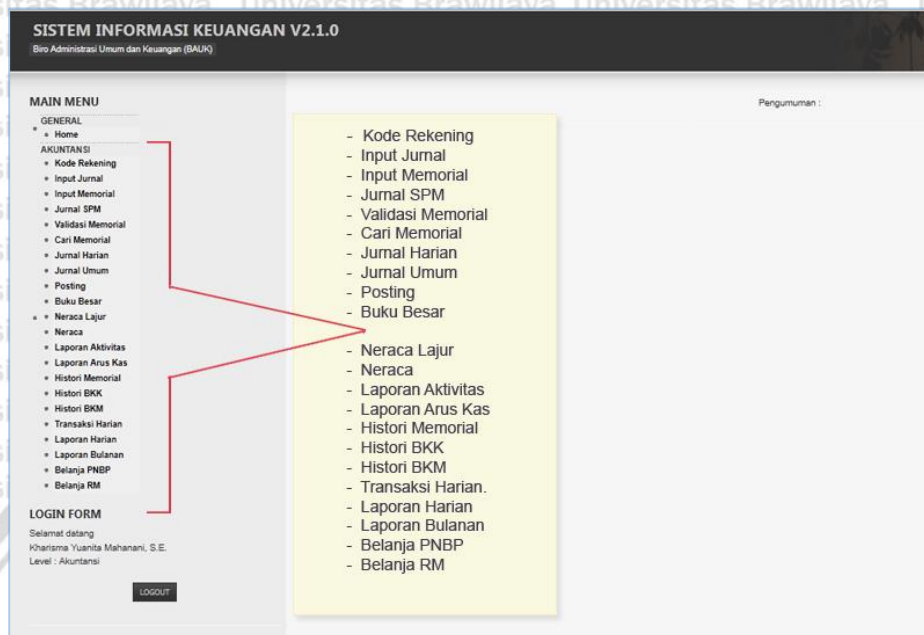 Universitas Brawijaya Universitas Brawijaya
SISTEM INFORMASI KEUANGAN V2.1.0
Biro Administrasi Umum dan Keuangan (BAUK)
MAIN MENU
GENERAL
Home
AKUNTANSI
Kode Rekening
Input Jurnal
Input Memorial
Jurnal SPM
Validasi Memorial
Cari Memorial
Jurnal Harian
Jurnal Umum
Posting
Buku Besar
Neraca Lajur
Neraca
Laporan Aktivitas
Laporan Arus Kas
Histori Memorial
Histori BKK
Histori BKM
Transaksi Harian
Laporan Harian
Laporan Bulanan
Belanja PNBP
Belanja RM
LOGIN FORM
Selamat datang
Kharisma Yuanita Mahanani, S.E.
Level : Akuntansi
LOGOUT
Pengumuman :
- Kode Rekening
- Input Jurnal
- Input Memorial
- Jurnal SPM
- Validasi Memorial
- Cari Memorial
- Jurnal Harian
- Jurnal Umum
- Posting
- Buku Besar
- Neraca Lajur
- Neraca
- Laporan Aktivitas
- Laporan Arus Kas
- Histori Memorial
- Histori BKK
- Histori BKM
- Transaksi Harian.
- Laporan Harian
- Laporan Bulanan
- Belanja PNBP
- Belanja RM